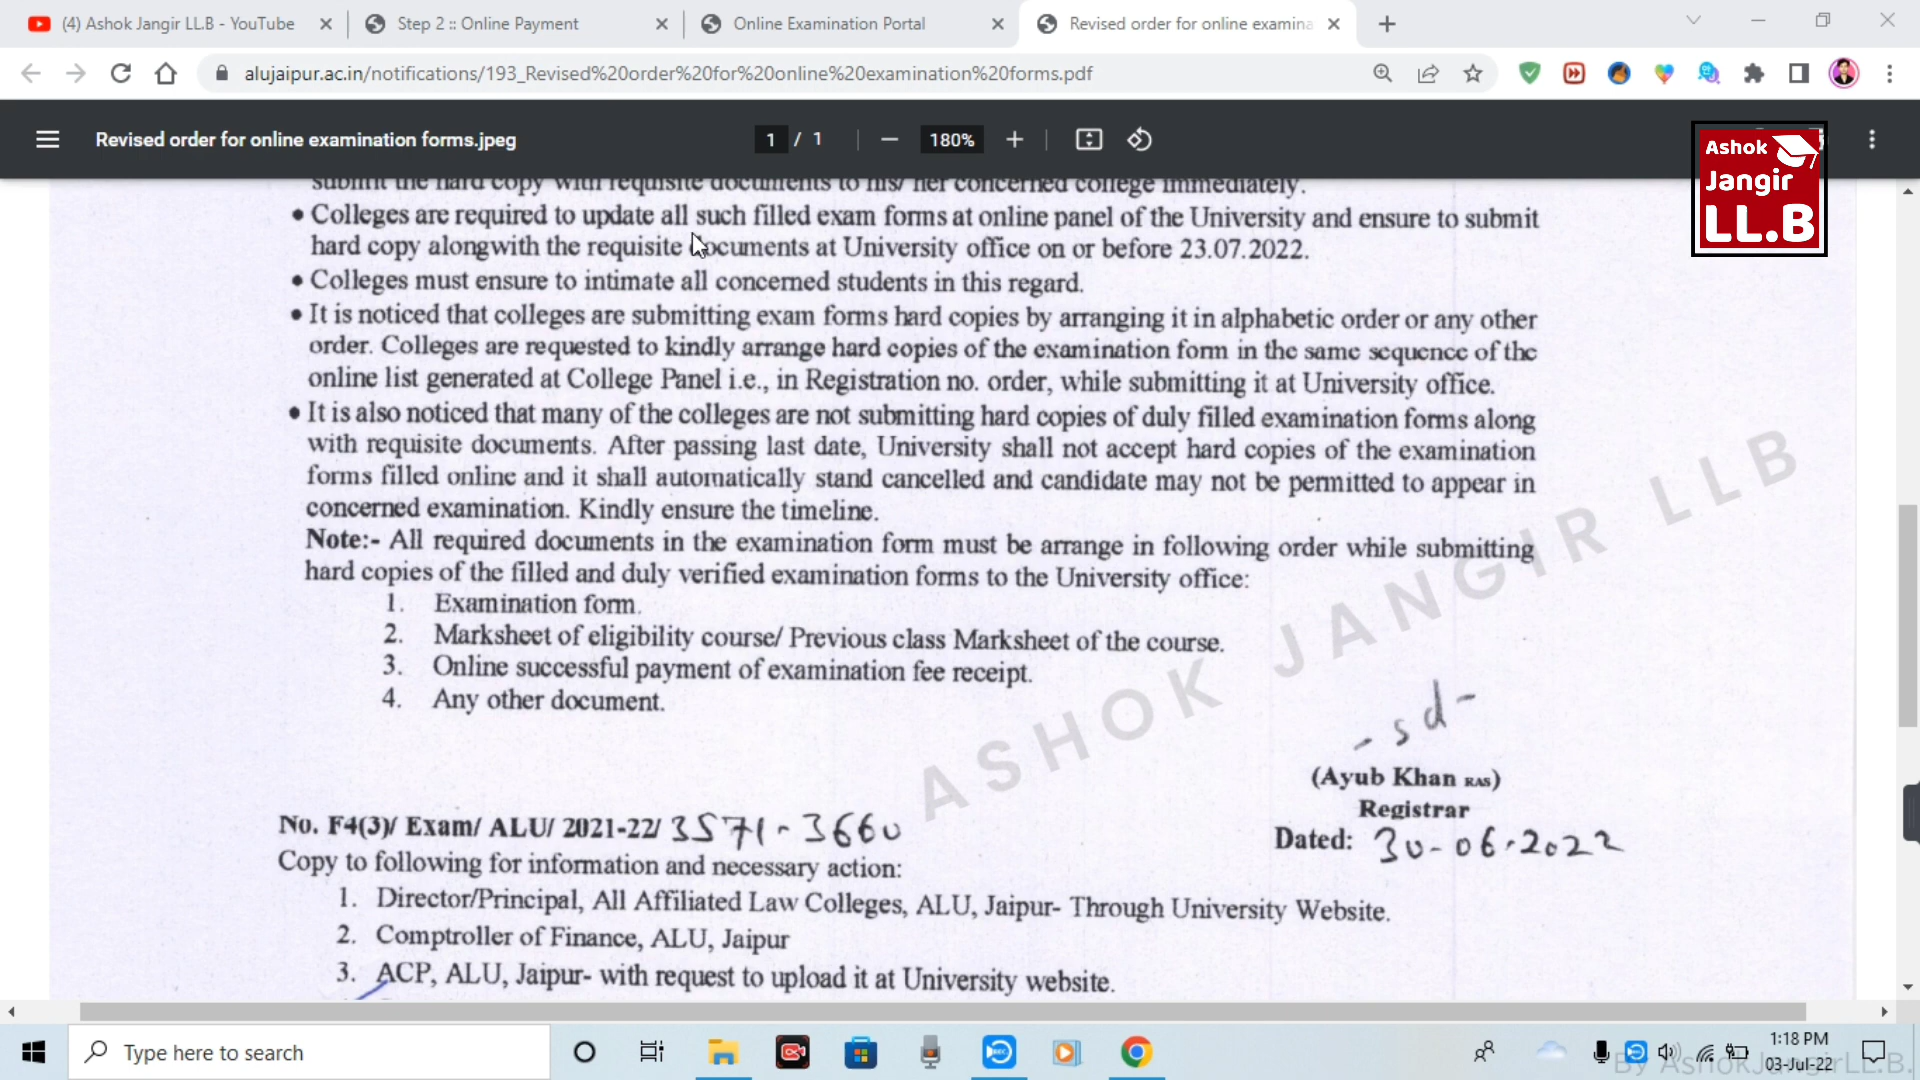 (4) Ashok Jangir LL.B - YouTube
Step 2 :: Online Payment
Online Examination Portal
Revised order for online examina
alujaipur.ac.in/notifications/193_Revised%20order%20for%20online%20examination%20forms.pdf
Revised order for online examination forms.jpeg
1 / 1
180%
Ashok
Jangir
LL.B
submit the hard copy with requisite documents to his/ her concerned college immediately.
• Colleges are required to update all such filled exam forms at online panel of the University and ensure to submit
hard copy alongwith the requisite documents at University office on or before 23.07.2022.
• Colleges must ensure to intimate all concerned students in this regard.
• It is noticed that colleges are submitting exam forms hard copies by arranging it in alphabetic order or any other
order. Colleges are requested to kindly arrange hard copies of the examination form in the same sequence of the
online list generated at College Panel i.e., in Registration no. order, while submitting it at University office.
• It is also noticed that many of the colleges are not submitting hard copies of duly filled examination forms along
with requisite documents. After passing last date, University shall not accept hard copies of the examination
forms filled online and it shall automatically stand cancelled and candidate may not be permitted to appear in
concerned examination. Kindly ensure the timeline.
Note:- All required documents in the examination form must be arrange in following order while submitting
hard copies of the filled and duly verified examination forms to the University office:
1. Examination form.
2. Marksheet of eligibility course/ Previous class Marksheet of the course.
3. Online successful payment of examination fee receipt.
4. Any other document.
ASHOK JANGIR LLB
- sd -
(Ayub Khan RAS)
Registrar
No. F4(3)/ Exam/ ALU/ 2021-22/ 3571-3660
Dated: 30-06-2022
Copy to following for information and necessary action:
1. Director/Principal, All Affiliated Law Colleges, ALU, Jaipur- Through University Website.
2. Comptroller of Finance, ALU, Jaipur
3. ACP, ALU, Jaipur- with request to upload it at University website.
Type here to search
1:18 PM
03-Jul-22
By AshokJangirLL.B.